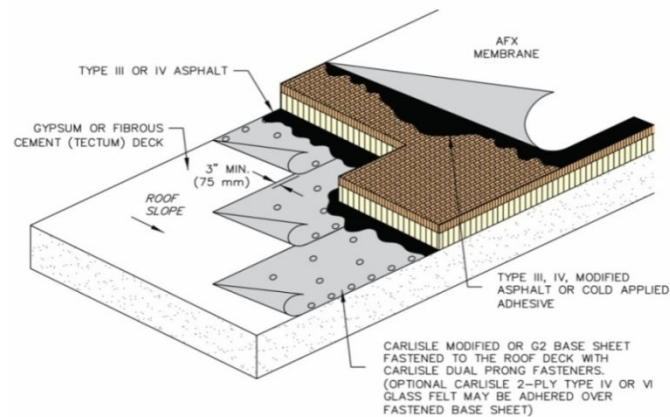 AFX
MEMBRANE
TYPE III OR IV ASPHALT
GYPSUM OR FIBROUS
CEMENT (TECTUM) DECK
3" MIN.
(75 mm)
ROOF
SLOPE
TYPE III, IV, MODIFIED
ASPHALT OR COLD APPLIED
ADHESIVE
CARLISLE MODIFIED OR G2 BASE SHEET
FASTENED TO THE ROOF DECK WITH
CARLISLE DUAL PRONG FASTENERS.
(OPTIONAL CARLISLE 2-PLY TYPE IV OR VI
GLASS FELT MAY BE ADHERED OVER
FASTENED BASE SHEET)